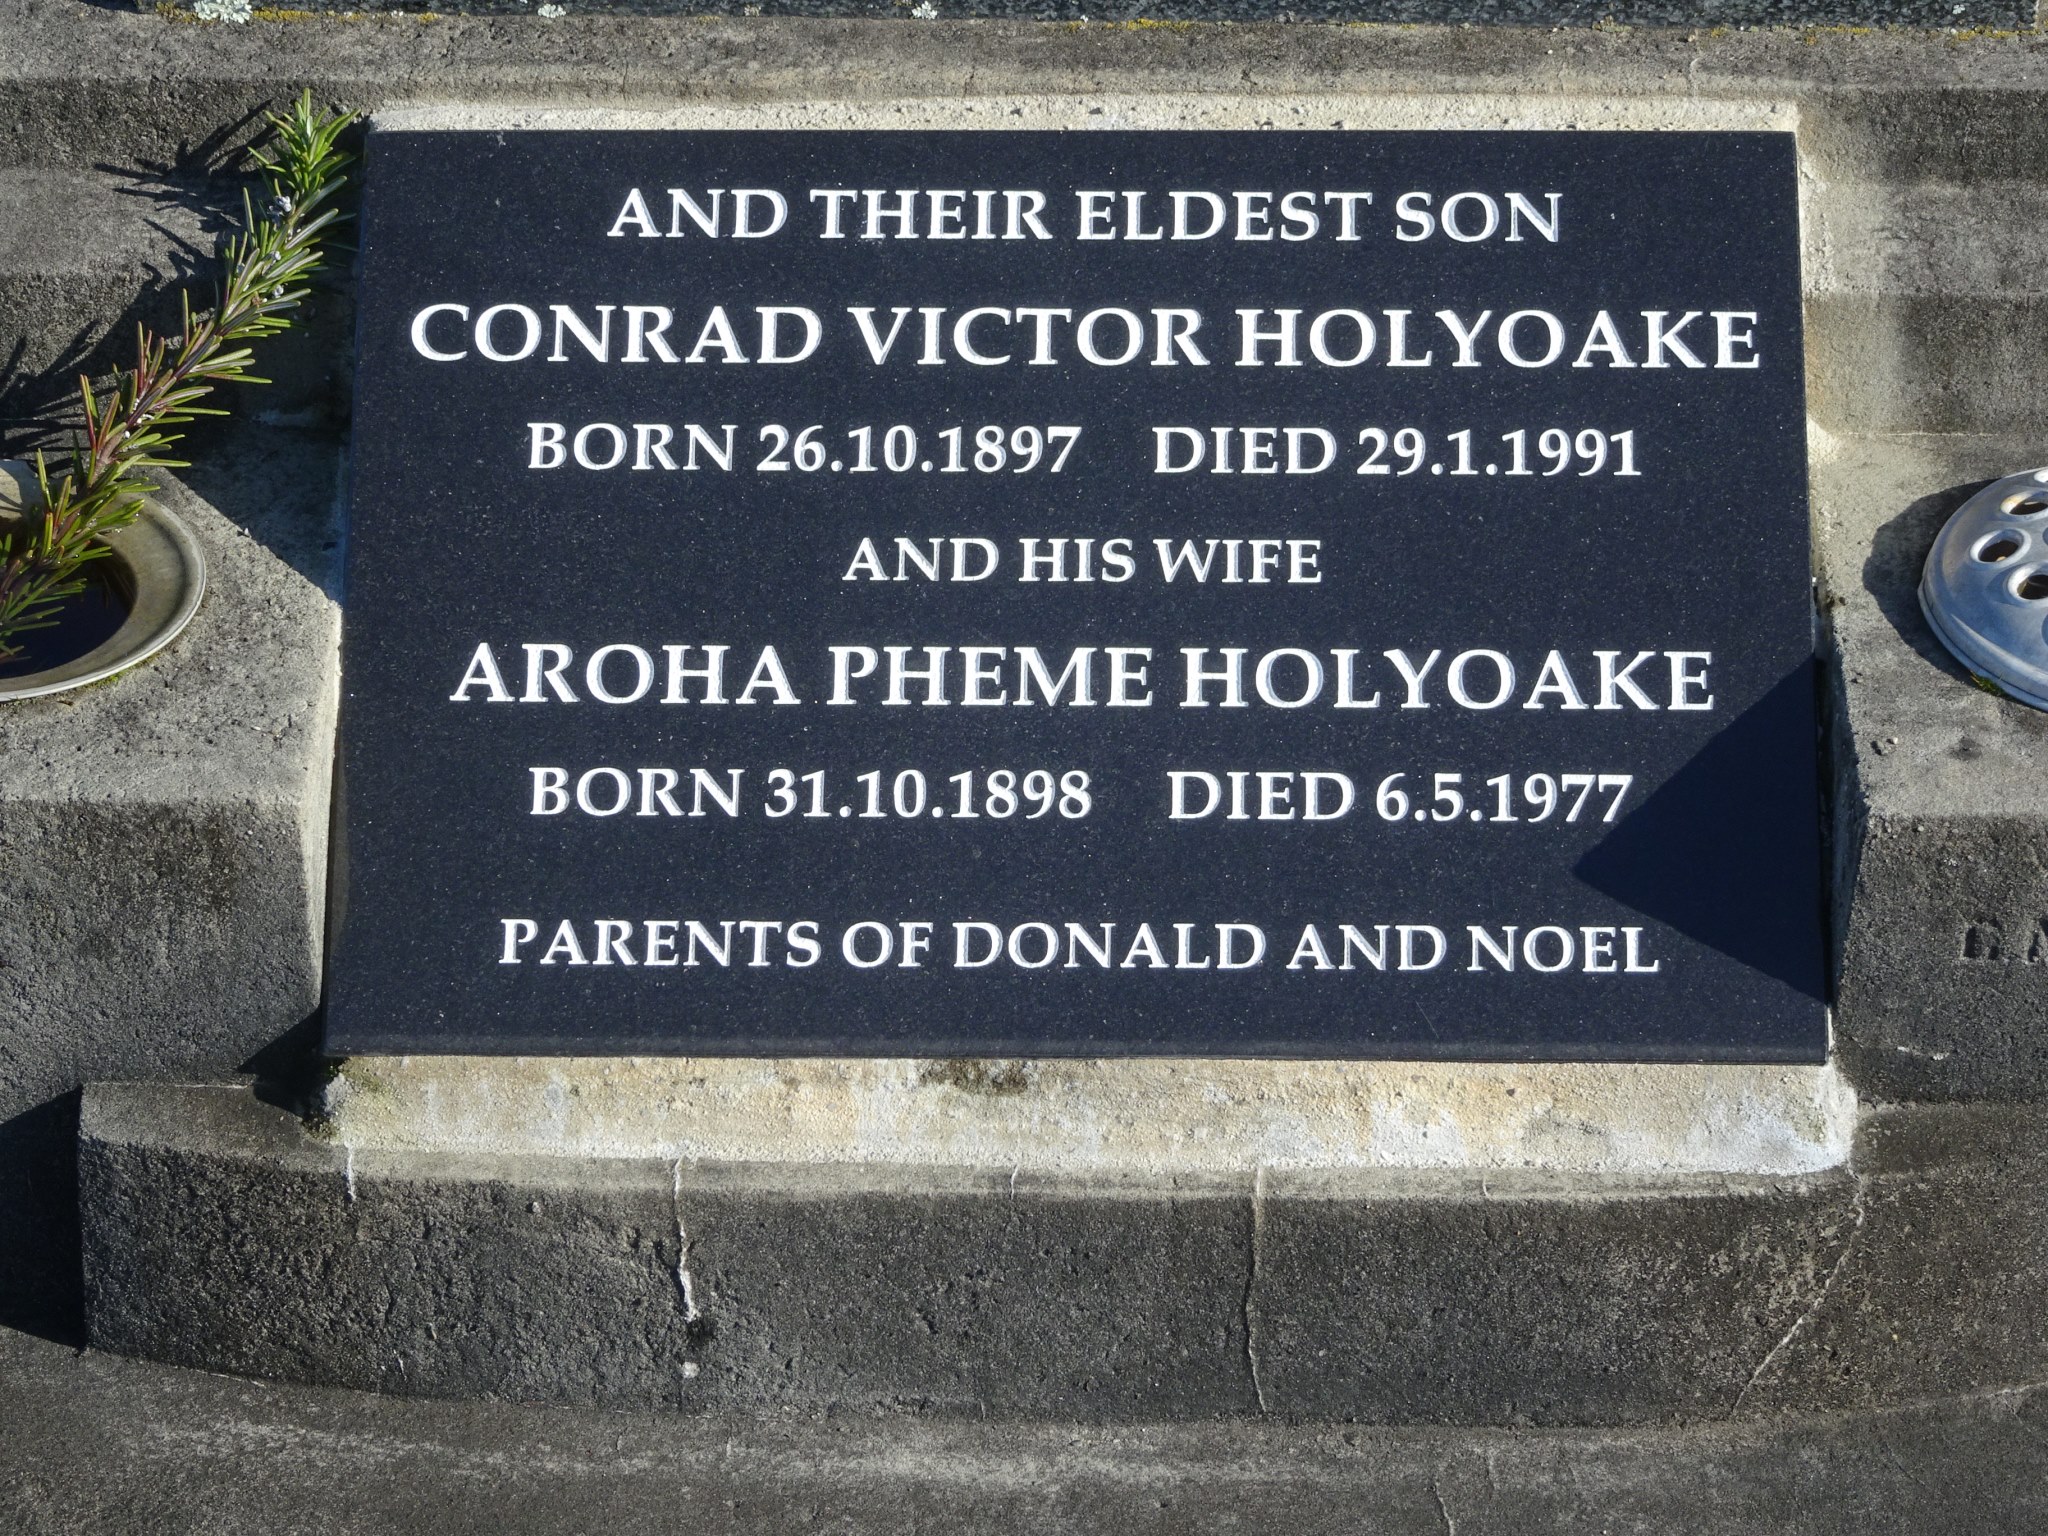 AND THEIR ELDEST SON
CONRAD VICTOR HOLYOAKE
BORN 26.10.1897 DIED 29.1.1991
AND HIS WIFE
AROHA PHEME HOLYOAKE
BORN 31.10.1898 DIED 6.5.1977
PARENTS OF DONALD AND NOEL